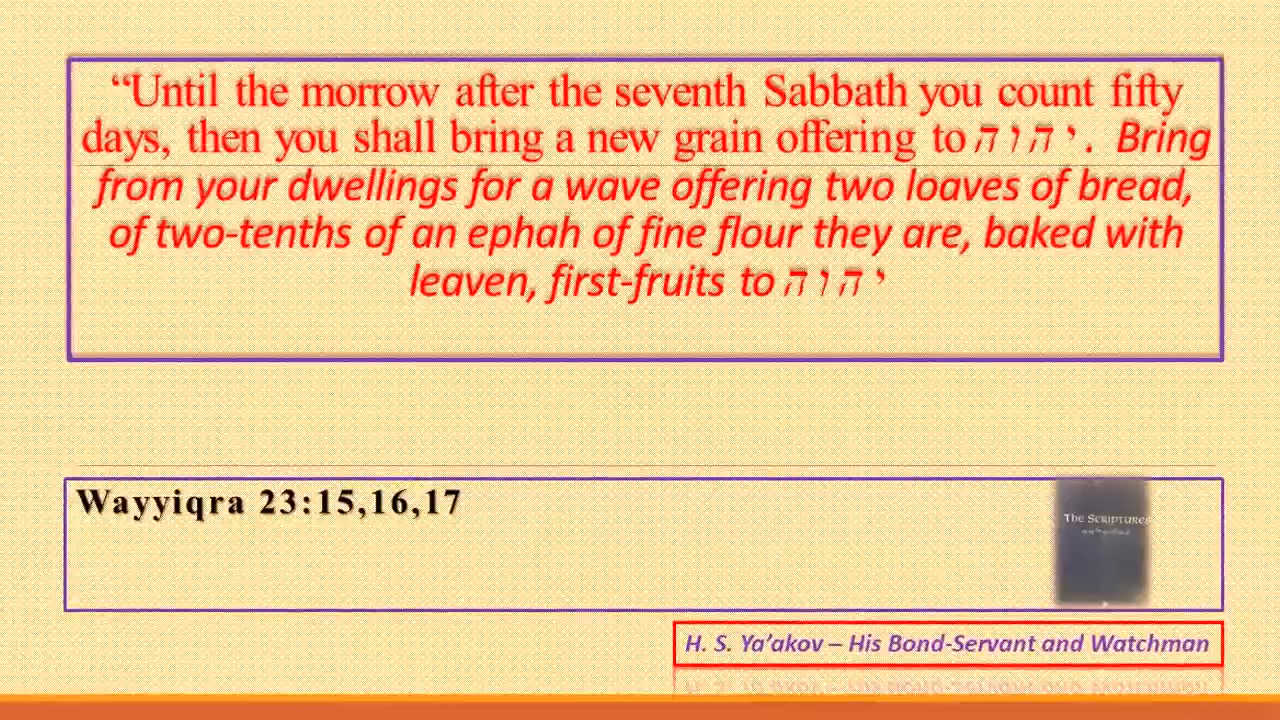 “Until the morrow after the seventh Sabbath you count fifty
days, then you shall bring a new grain offering to יהוה. Bring
from your dwellings for a wave offering two loaves of bread,
of two-tenths of an ephah of fine flour they are, baked with
leaven, first-fruits to יהוה
Wayyiqra 23:15,16,17
The Scriptures
H. S. Ya’akov – His Bond-Servant and Watchman